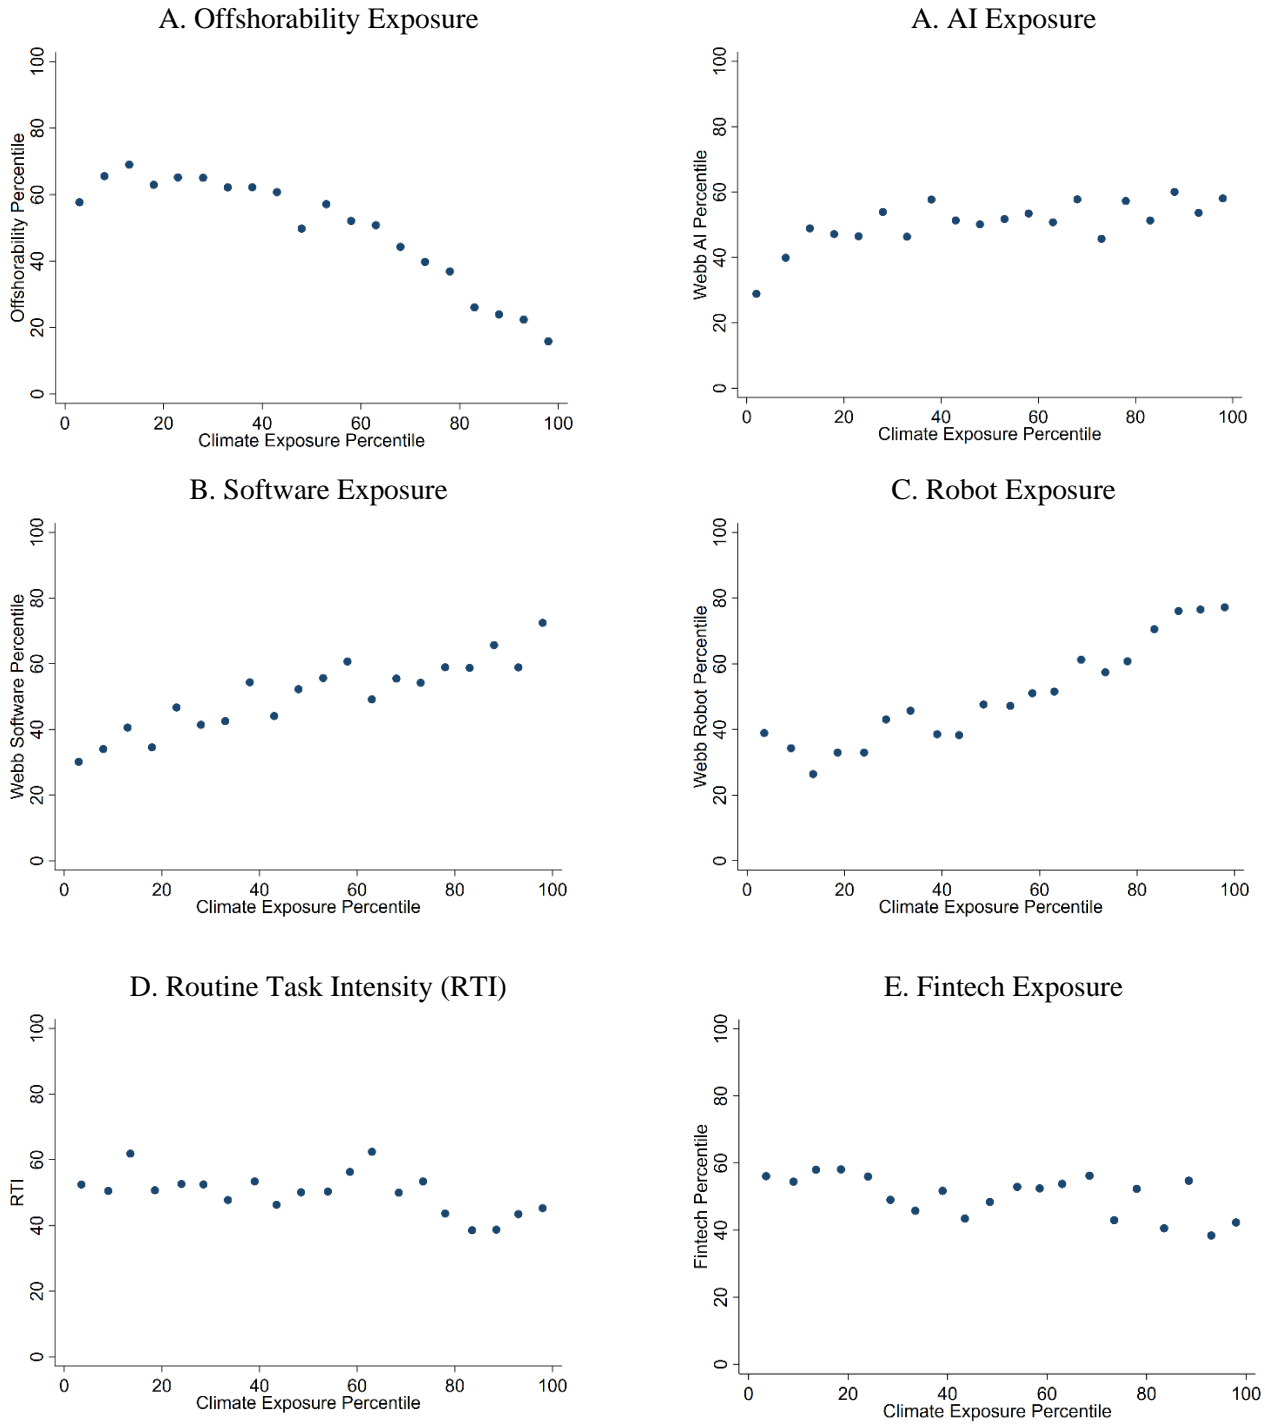 A. Offshorability Exposure
100
80
60
40
20
0
Offshorability Percentile
0 20 40 60 80 100
Climate Exposure Percentile
A. AI Exposure
100
80
60
40
20
0
Webb AI Percentile
0 20 40 60 80 100
Climate Exposure Percentile
B. Software Exposure
100
80
60
40
20
0
Webb Software Percentile
0 20 40 60 80 100
Climate Exposure Percentile
C. Robot Exposure
100
80
60
40
20
0
Webb Robot Percentile
0 20 40 60 80 100
Climate Exposure Percentile
D. Routine Task Intensity (RTI)
100
80
60
40
20
0
RTI
0 20 40 60 80 100
Climate Exposure Percentile
E. Fintech Exposure
100
80
60
40
20
0
Fintech Percentile
0 20 40 60 80 100
Climate Exposure Percentile